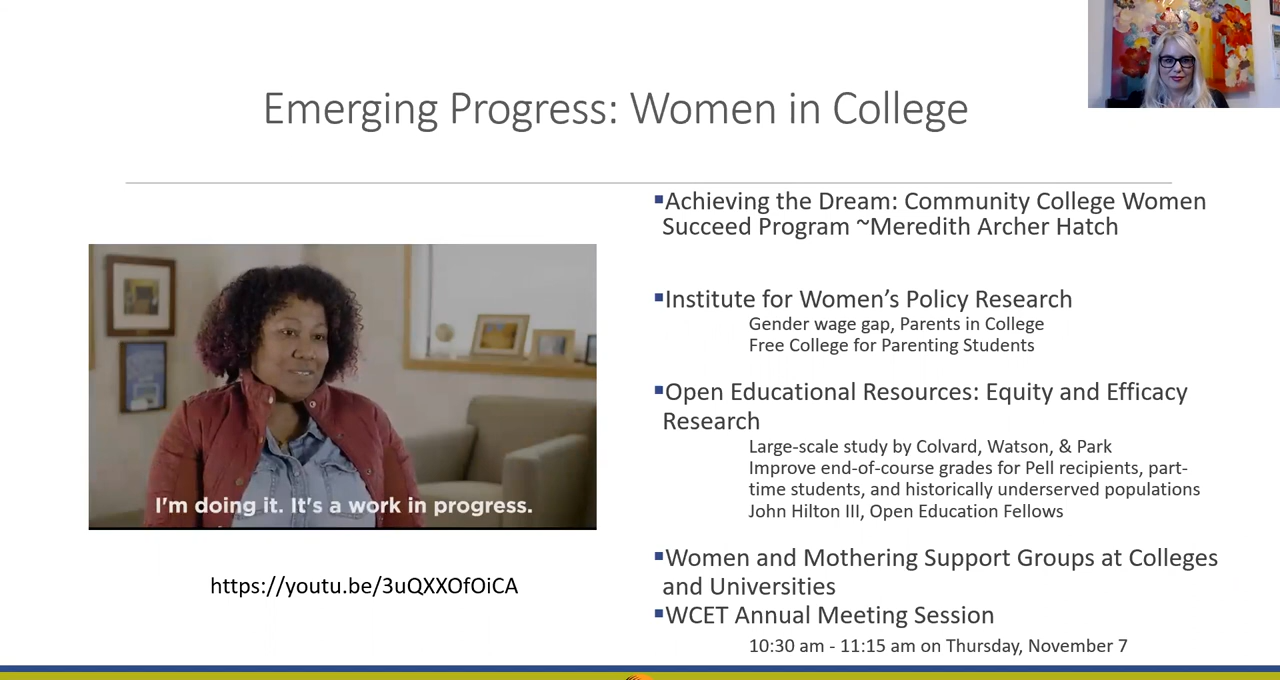 Emerging Progress: Women in College
▪Achieving the Dream: Community College Women
Succeed Program ~Meredith Archer Hatch
▪Institute for Women’s Policy Research
Gender wage gap, Parents in College
Free College for Parenting Students
▪Open Educational Resources: Equity and Efficacy
Research
Large-scale study by Colvard, Watson, & Park
Improve end-of-course grades for Pell recipients, part-
time students, and historically underserved populations
John Hilton III, Open Education Fellows
▪Women and Mothering Support Groups at Colleges
and Universities
▪WCET Annual Meeting Session
10:30 am - 11:15 am on Thursday, November 7
I'm doing it. It's a work in progress.
https://youtu.be/3uQXXOfOiCA